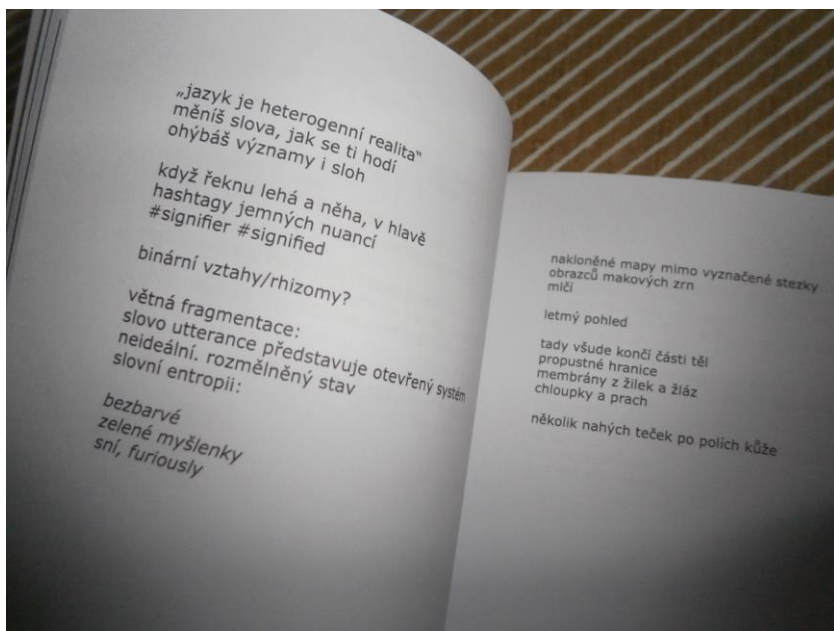 „jazyk je heterogenní realita“
měníš slova, jak se ti hodí
ohýbáš významy i sloh
když řeknu lehá a něha, v hlavě
hashtagy jemných nuancí
#signifier #signified
binární vztahy/rhizomy?
větná fragmentace:
slovo utterance představuje otevřený systém
neideální. rozmělněný stav
slovní entropii:
bezbarvé
zelené myšlenky
sní, furiously
nakloněné mapy mimo vyznačené stezky
obrazců makových zrn
mlčí
letmý pohled
tady všude končí části těl
propustné hranice
membrány z žilek a žláz
chloupky a prach
několik nahých teček po polích kůže